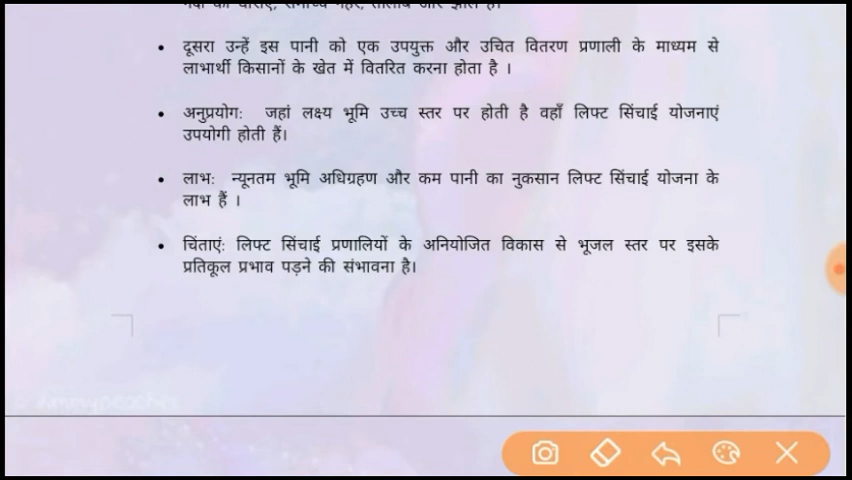 दूसरा उन्हें इस पानी को एक उपयुक्त और उचित वितरण प्रणाली के माध्यम से
लाभार्थी किसानों के खेत में वितरित करना होता है ।
अनुप्रयोग: जहां लक्ष्य भूमि उच्च स्तर पर होती है वहाँ लिफ्ट सिंचाई योजनाएं
उपयोगी होती हैं।
लाभ: न्यूनतम भूमि अधिग्रहण और कम पानी का नुकसान लिफ्ट सिंचाई योजना के
लाभ हैं ।
चिंताएं: लिफ्ट सिंचाई प्रणालियों के अनियोजित विकास से भूजल स्तर पर इसके
प्रतिकूल प्रभाव पड़ने की संभावना है।